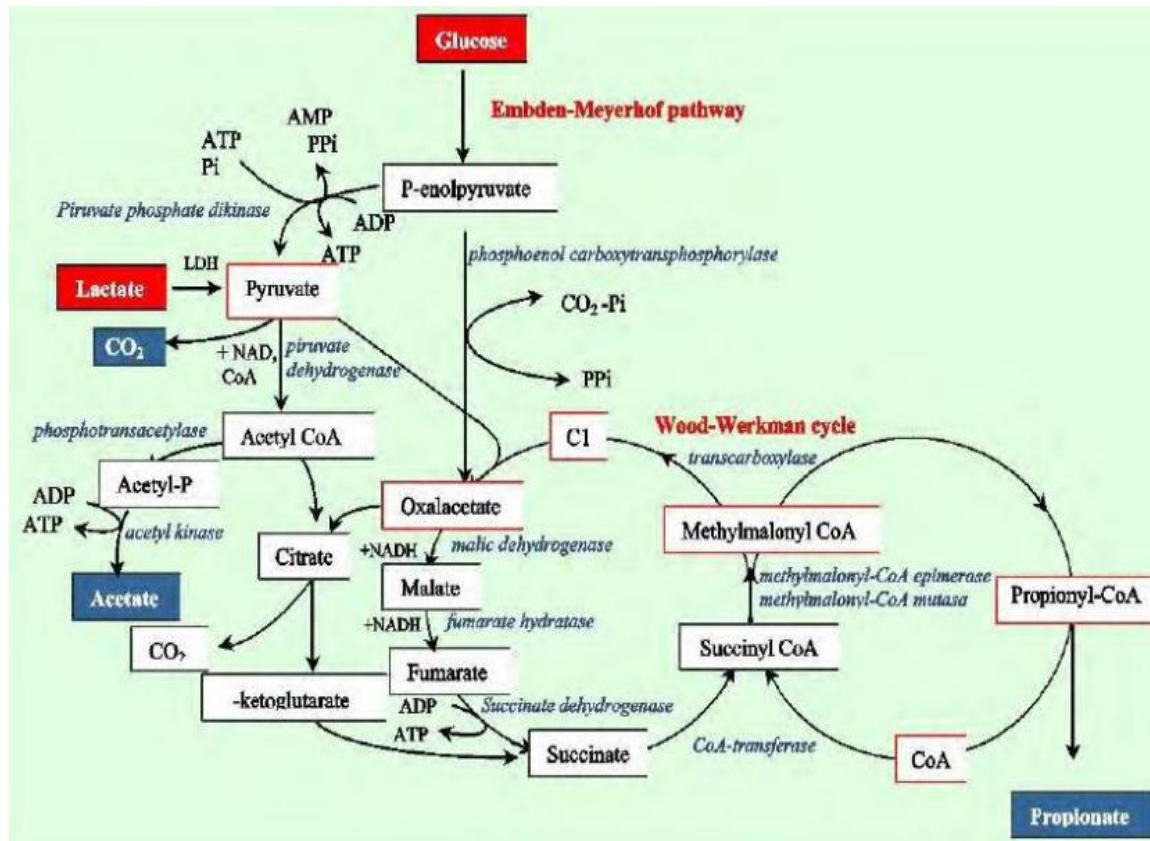 Glucose
Embden-Meyerhof pathway
AMP
PPi
ATP
Pi
P-enolpyruvate
Piruvate phosphate dikinase
ADP
ATP
phosphoenol carboxytransphosphorylase
LDH
Lactate
Pyruvate
CO₂-Pi
CO₂
+ NAD,
CoA
piruvate
dehydrogenase
PPi
phosphotransacetylase
Acetyl CoA
C1
Wood-Werkman cycle
transcarboxylase
Acetyl-P
ADP
ATP
acetyl kinase
Oxalacetate
Methylmalonyl CoA
+NADH
malic dehydrogenase
Citrate
Malate
methylmalonyl-CoA epimerase
methylmalonyl-CoA mutasa
Propionyl-CoA
Acetate
+NADH
fumarate hydratase
CO₂
Succinyl CoA
Fumarate
-ketoglutarate
ADP
ATP
Succinate dehydrogenase
Succinate
CoA-transferase
CoA
Propionate